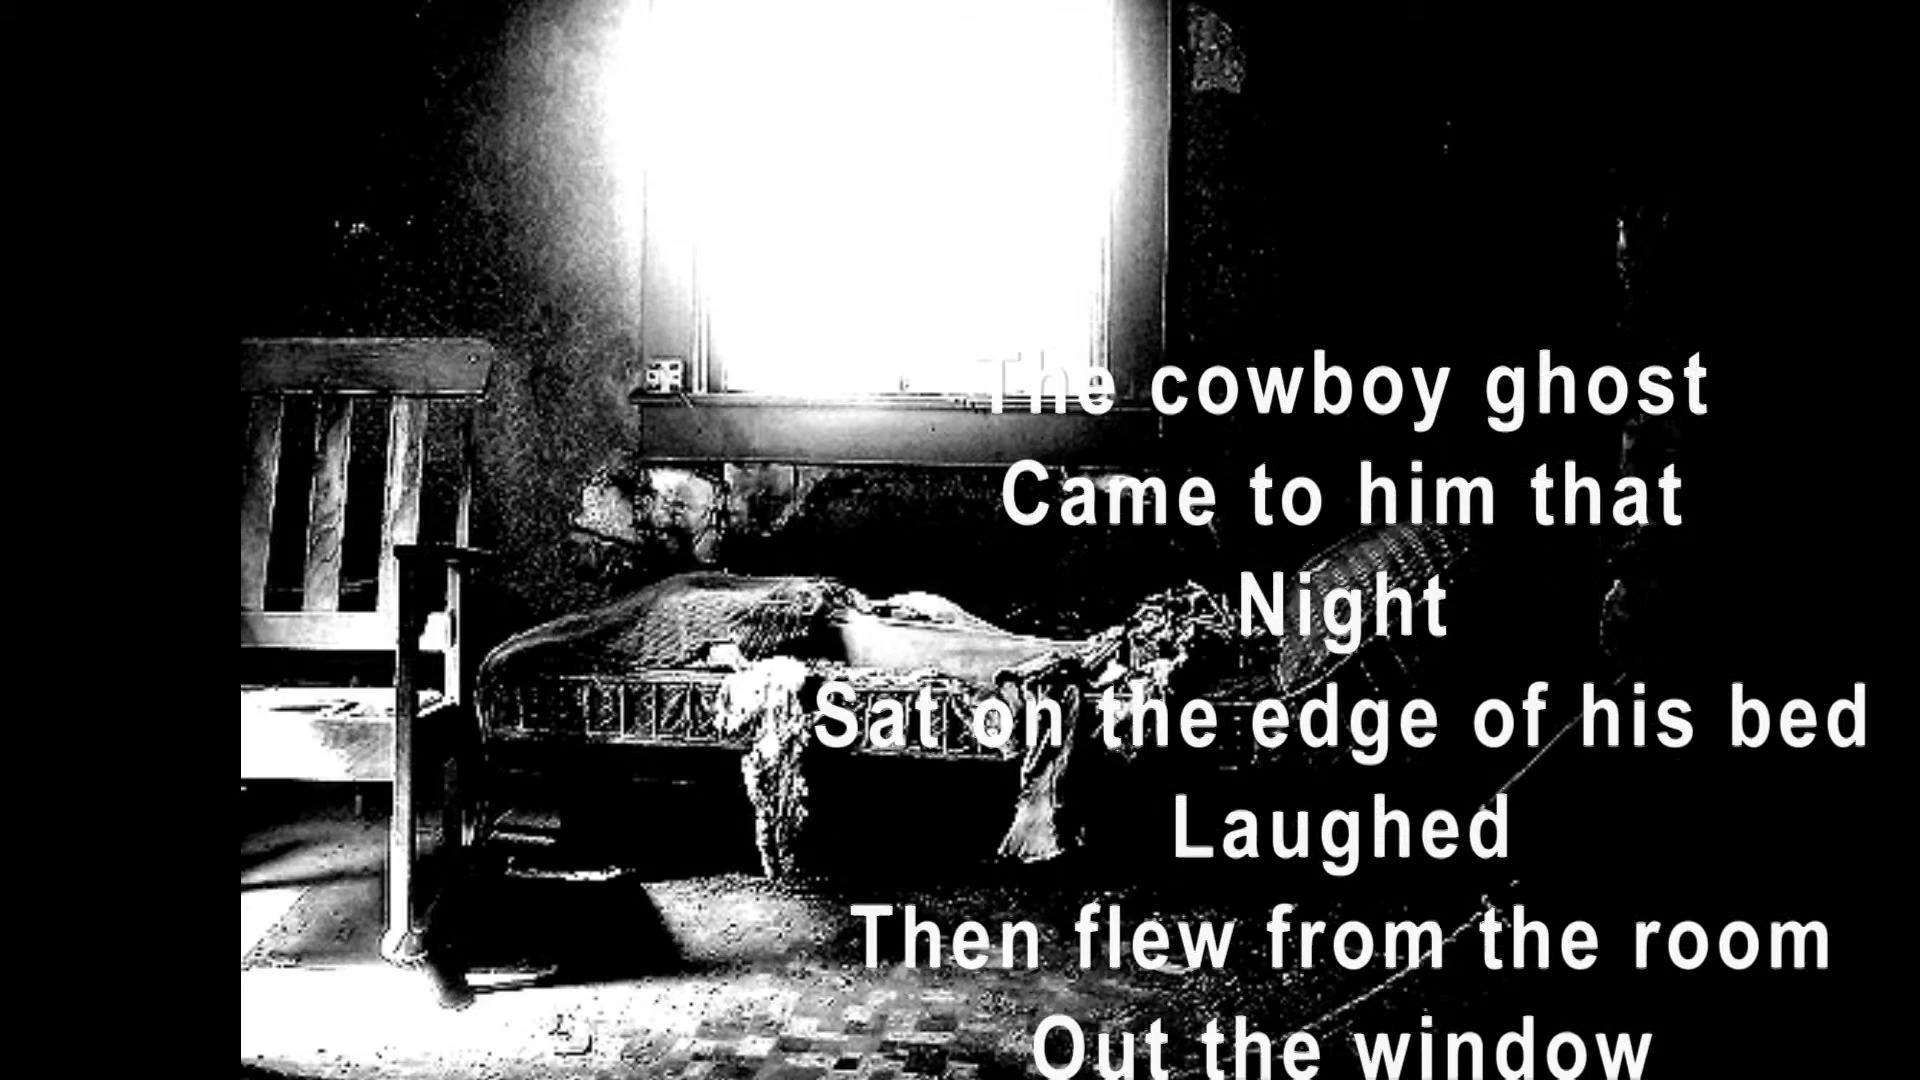 The cowboy ghost
Came to him that
Night
Sat on the edge of his bed
Laughed
Then flew from the room
Out the window